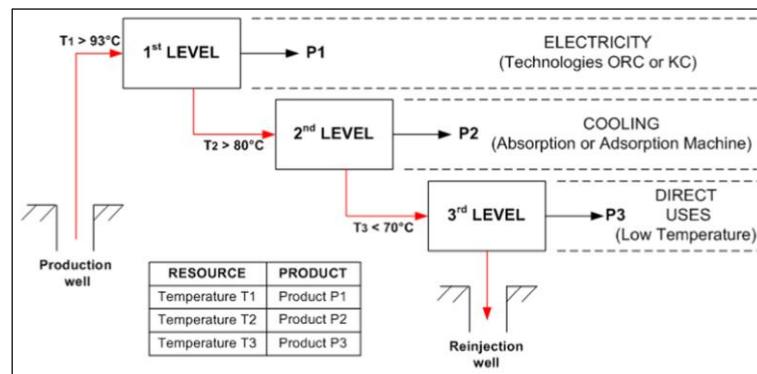 T1 > 93°C
1st LEVEL
P1
ELECTRICITY
(Technologies ORC or KC)
T2 > 80°C
2nd LEVEL
P2
COOLING
(Absorption or Adsorption Machine)
T3 < 70°C
3rd LEVEL
P3
DIRECT
USES
(Low Temperature)
Production
well
RESOURCE PRODUCT
Temperature T1 Product P1
Temperature T2 Product P2
Temperature T3 Product P3
Reinjection
well